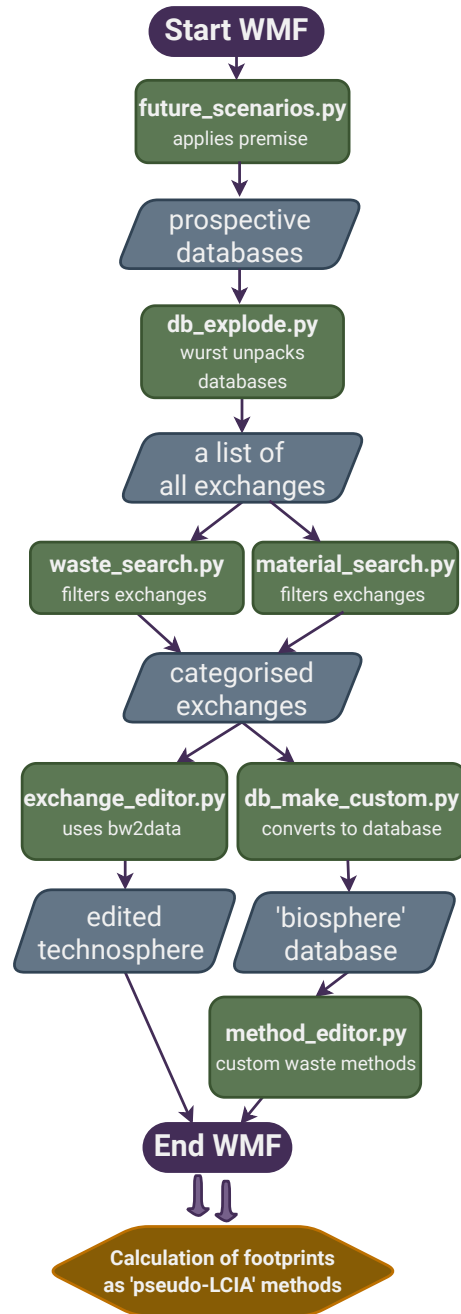 Start WMF
future_scenarios.py
applies premise
prospective
databases
db_explode.py
wurst unpacks
databases
a list of
all exchanges
waste_search.py
filters exchanges
material_search.py
filters exchanges
categorised
exchanges
exchange_editor.py
uses bw2data
db_make_custom.py
converts to database
edited
technosphere
'biosphere'
database
method_editor.py
custom waste methods
End WMF
Calculation of footprints
as 'pseudo-LCIA' methods